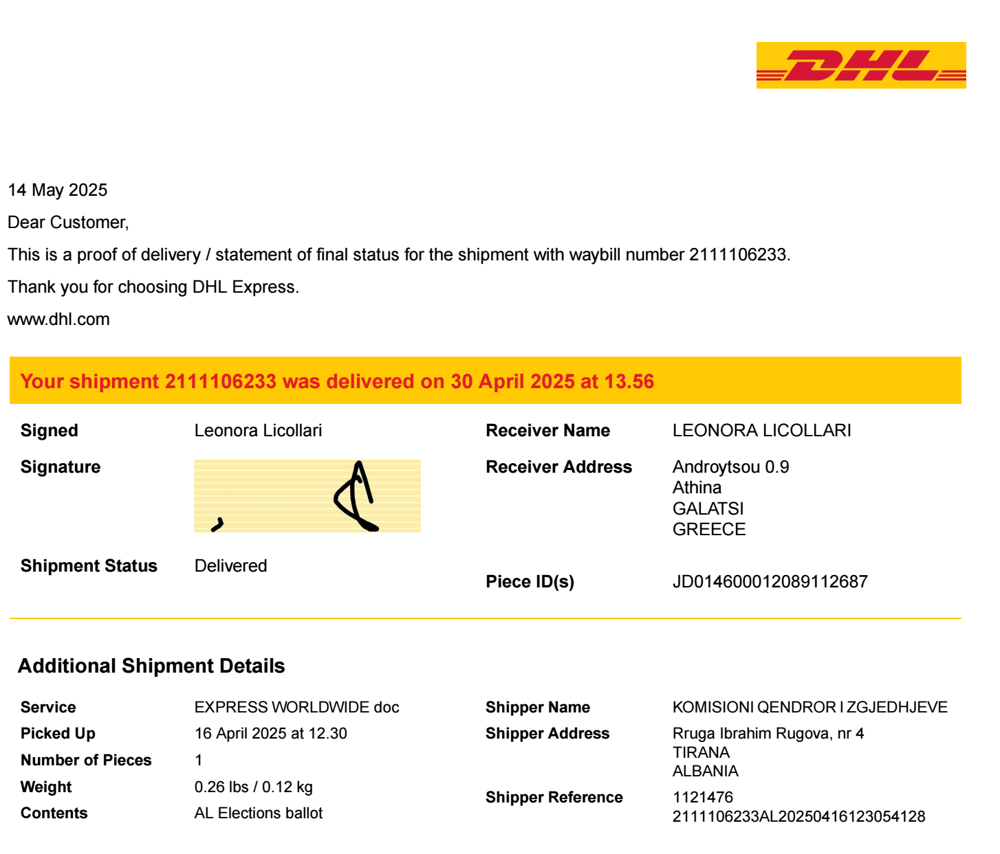 DHL
14 May 2025
Dear Customer,
This is a proof of delivery / statement of final status for the shipment with waybill number 2111106233.
Thank you for choosing DHL Express.
www.dhl.com
Your shipment 2111106233 was delivered on 30 April 2025 at 13.56
Signed Leonora Licollari
Receiver Name LEONORA LICOLLARI
Signature
Receiver Address Androytsou 0.9
Athina
GALATSI
GREECE
Shipment Status Delivered
Piece ID(s) JD014600012089112687
Additional Shipment Details
Service EXPRESS WORLDWIDE doc
Picked Up 16 April 2025 at 12.30
Number of Pieces 1
Weight 0.26 lbs / 0.12 kg
Contents AL Elections ballot
Shipper Name KOMISIONI QENDROR I ZGJEDHJEVE
Shipper Address Rruga Ibrahim Rugova, nr 4
TIRANA
ALBANIA
Shipper Reference 1121476
2111106233AL20250416123054128